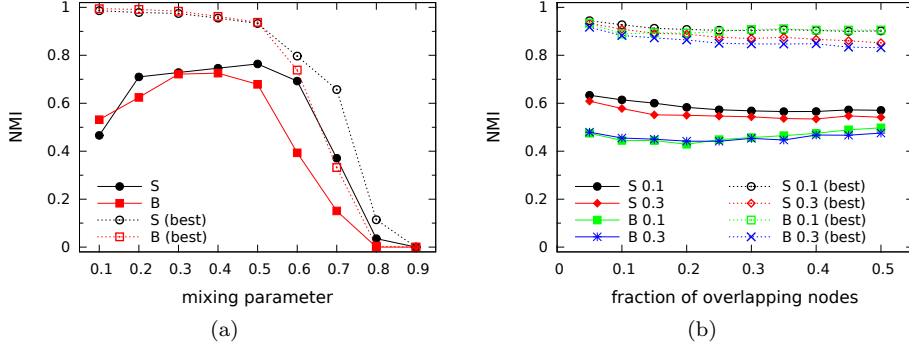 1
0.8
0.6
0.4
0.2
0
NMI
S
B
S (best)
B (best)
0.1 0.2 0.3 0.4 0.5 0.6 0.7 0.8 0.9
mixing parameter
(a)
1
0.8
0.6
0.4
0.2
0
NMI
S 0.1 S 0.1 (best)
S 0.3 S 0.3 (best)
B 0.1 B 0.1 (best)
B 0.3 B 0.3 (best)
0 0.1 0.2 0.3 0.4 0.5
fraction of overlapping nodes
(b)